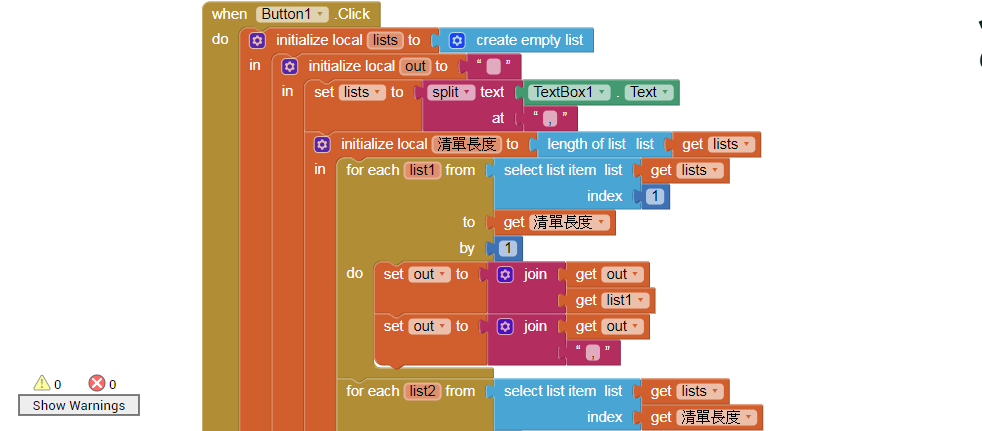 when Button1 .Click
do initialize local lists to create empty list
in initialize local out to “ ”
in set lists to split text TextBox1 . Text
at “ , ”
initialize local 清單長度 to length of list list get lists
in for each list1 from select list item list get lists
index 1
to get 清單長度
by 1
do set out to join get out
get list1
set out to join get out
“ , ”
0 0
Show Warnings
for each list2 from select list item list get lists
index get 清單長度